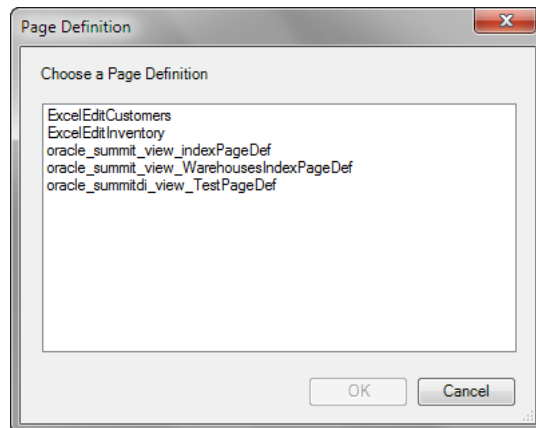 Page Definition
Choose a Page Definition
ExcelEditCustomers
ExcelEditInventory
oracle_summit_view_indexPageDef
oracle_summit_view_WarehousesIndexPageDef
oracle_summitdi_view_TestPageDef
OK Cancel